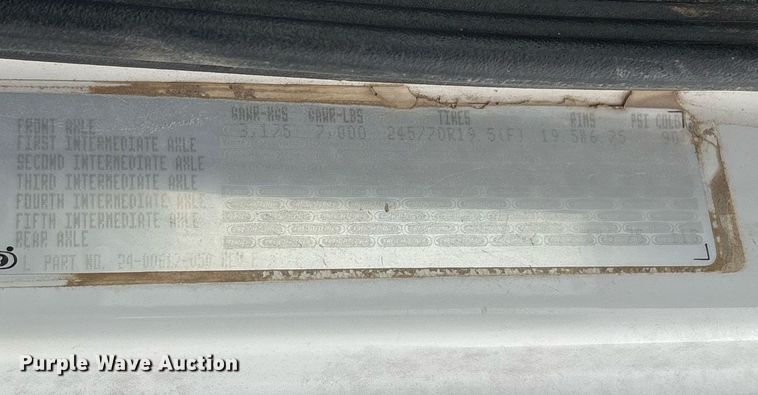 GAWR-KGS GAWR-LBS TIRES RIMS PSI COLD
FRONT AXLE 3,175 7,000 245/70R19.5(F) 19.5X6.75
FIRST INTERMEDIATE AXLE
SECOND INTERMEDIATE AXLE
THIRD INTERMEDIATE AXLE
FOURTH INTERMEDIATE AXLE
FIFTH INTERMEDIATE AXLE
REAR AXLE
L PART NO. 24-00612-050
Purple Wave Auction